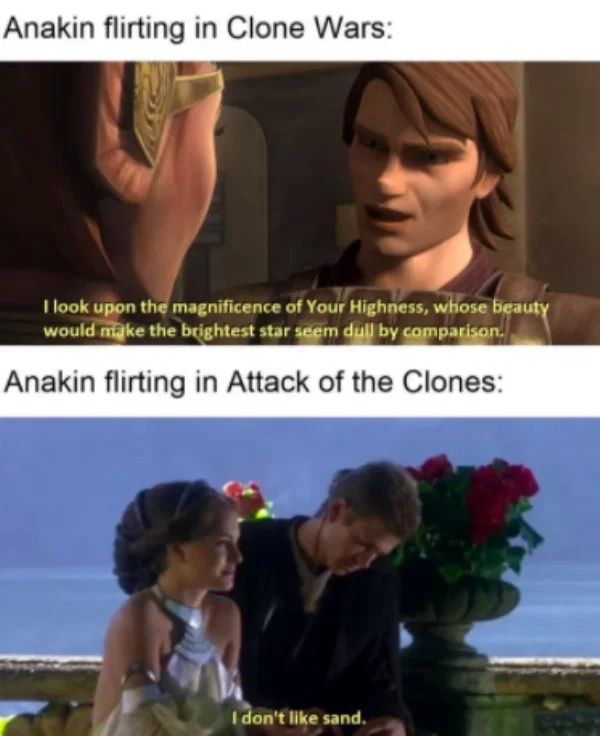 Anakin flirting in Clone Wars:
I look upon the magnificence of Your Highness, whose beauty
would make the brightest star seem dull by comparison.
Anakin flirting in Attack of the Clones:
I don't like sand.